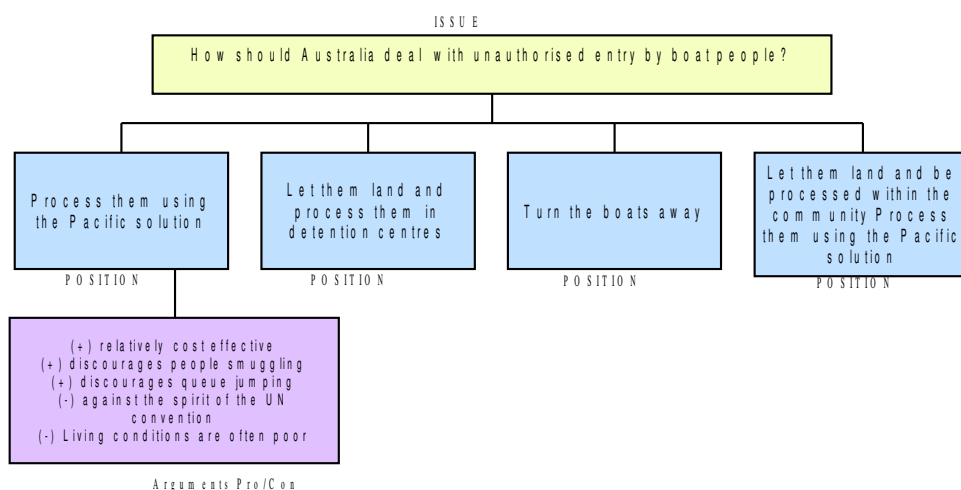 ISSUE
How should Australia deal with unauthorised entry by boat people?
Process them using
the Pacific solution
POSITION
Let them land and
process them in
detention centres
POSITION
Turn the boats away
POSITION
Let them land and be
processed within the
community Process
them using the Pacific
solution
POSITION
(+) relatively cost effective
(+) discourages people smuggling
(+) discourages queue jumping
(-) against the spirit of the UN
convention
(-) Living conditions are often poor
Arguments Pro/Con